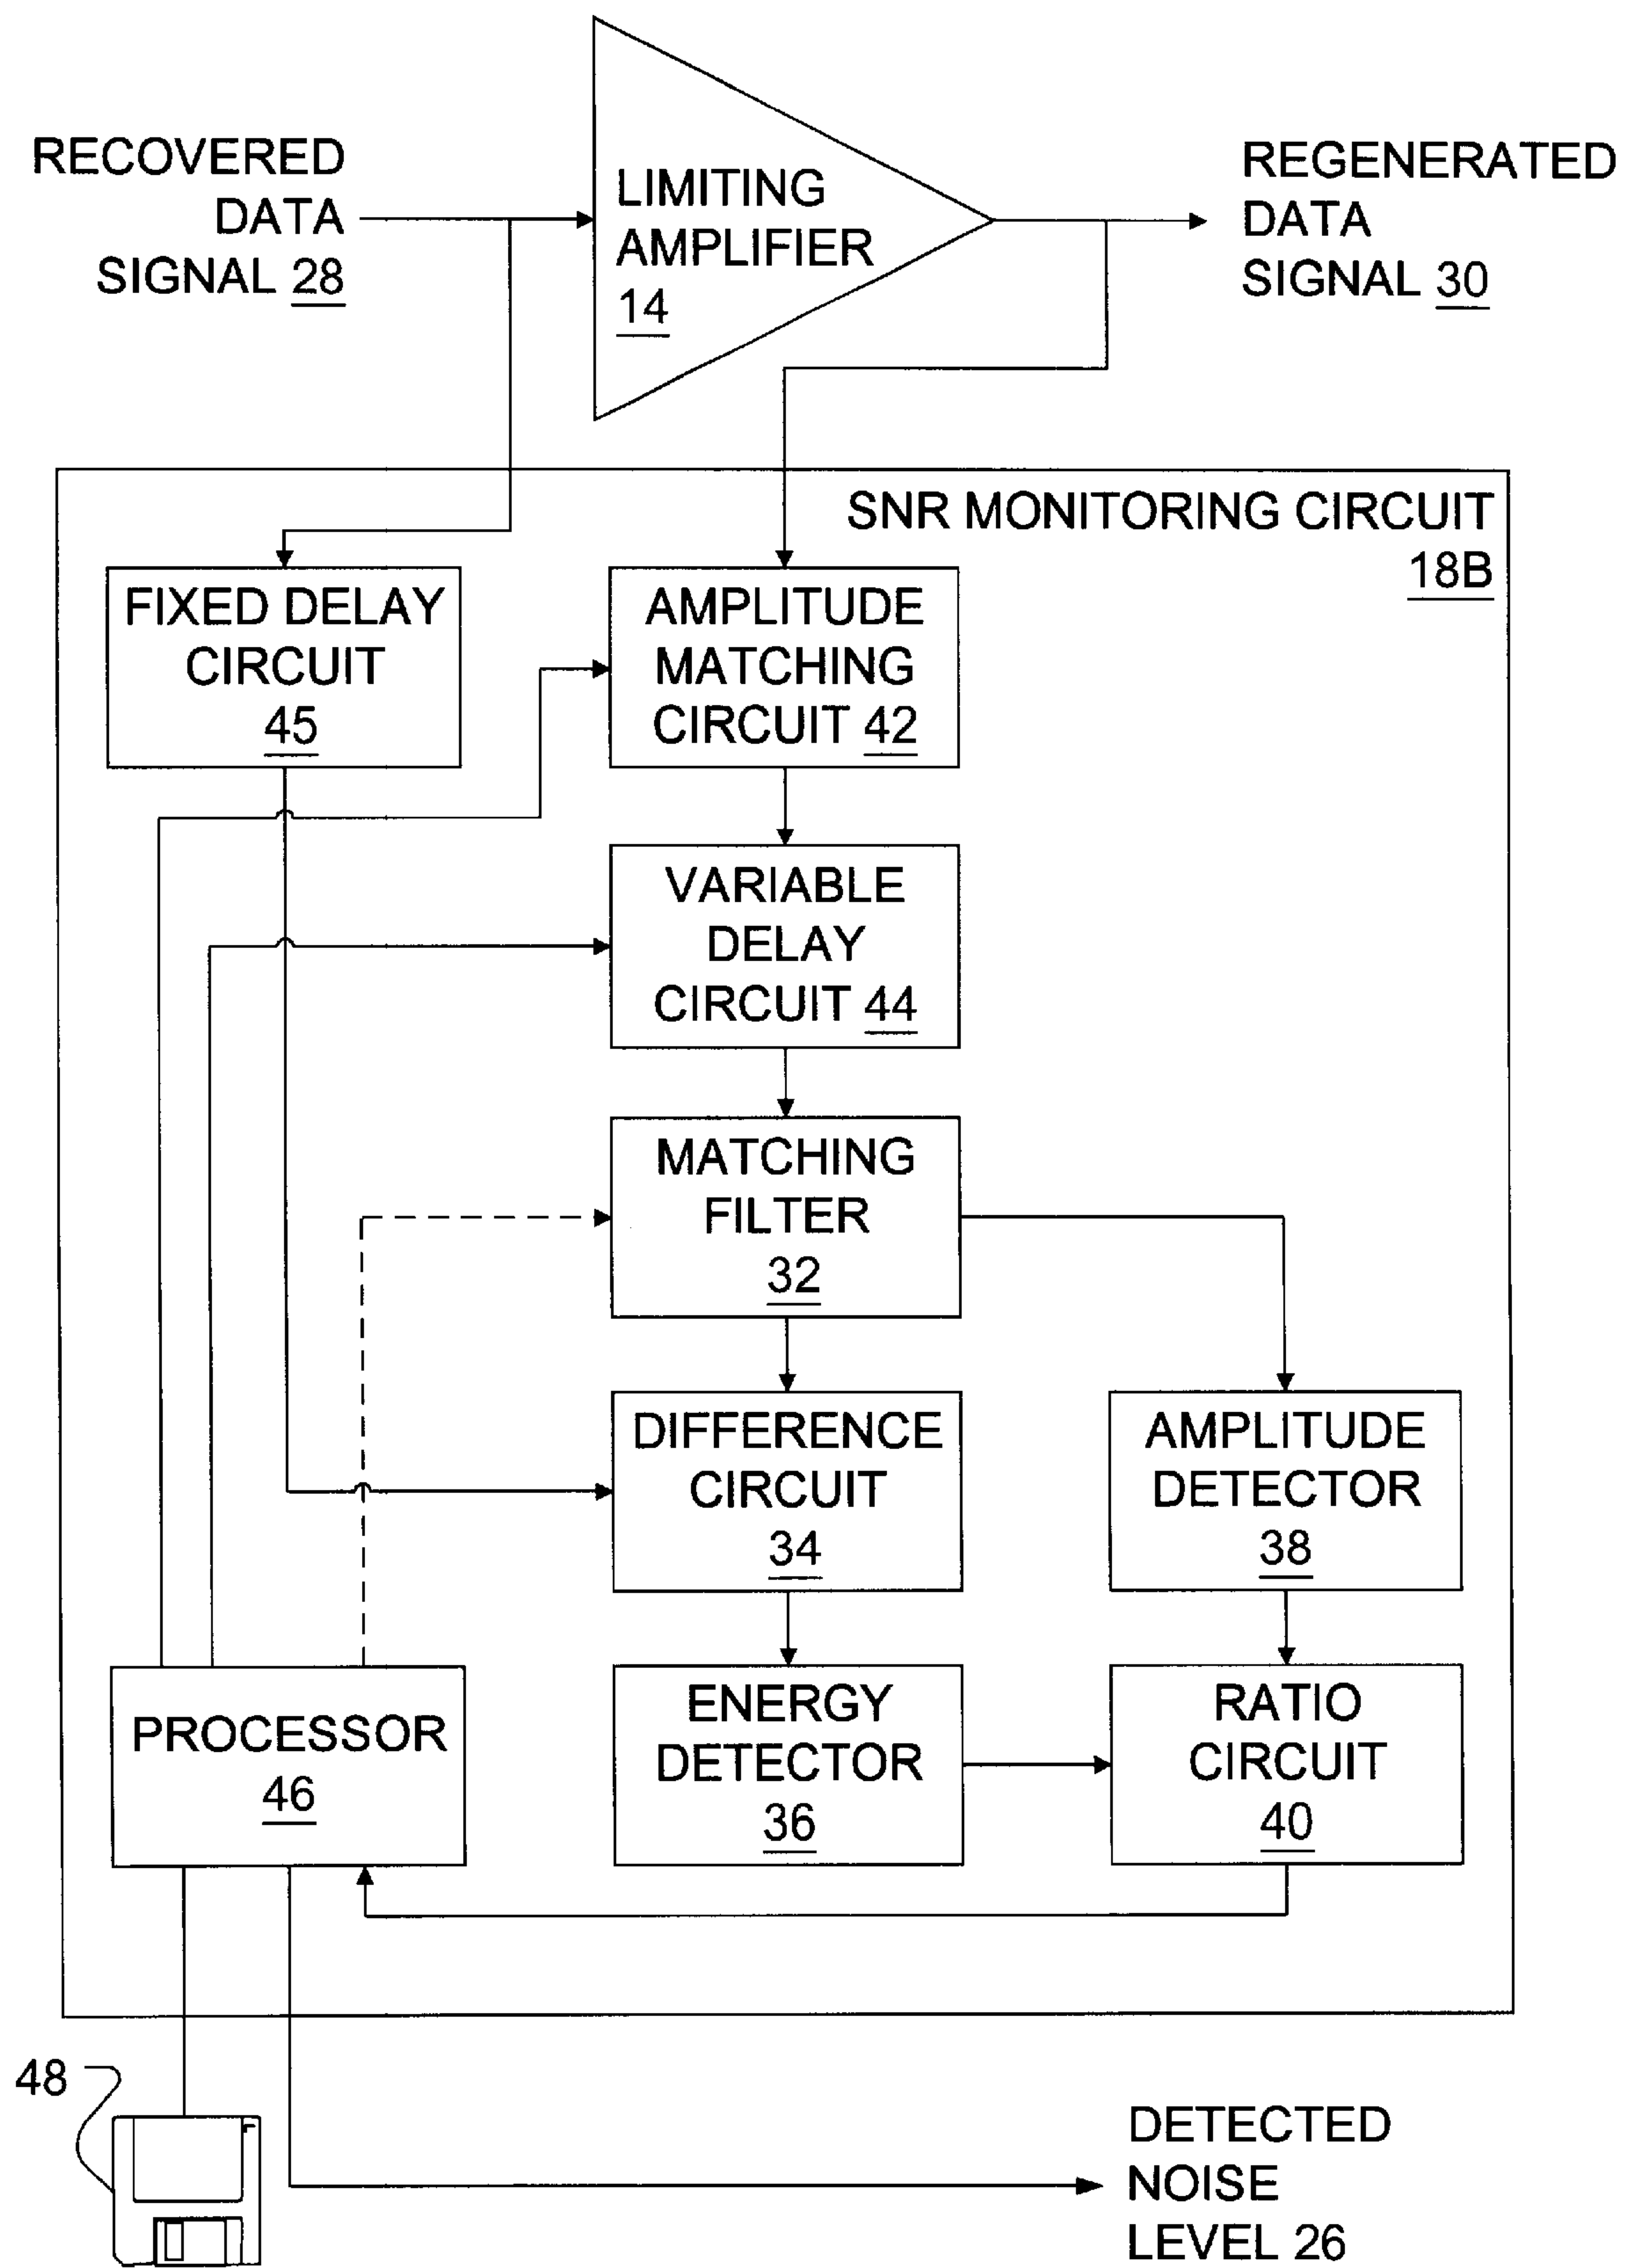 RECOVERED
DATA
SIGNAL 28
LIMITING
AMPLIFIER
14
REGENERATED
DATA
SIGNAL 30
SNR MONITORING CIRCUIT
18B
FIXED DELAY
CIRCUIT
45
AMPLITUDE
MATCHING
CIRCUIT 42
VARIABLE
DELAY
CIRCUIT 44
MATCHING
FILTER
32
DIFFERENCE
CIRCUIT
34
AMPLITUDE
DETECTOR
38
PROCESSOR
46
ENERGY
DETECTOR
36
RATIO
CIRCUIT
40
48
DETECTED
NOISE
LEVEL 26